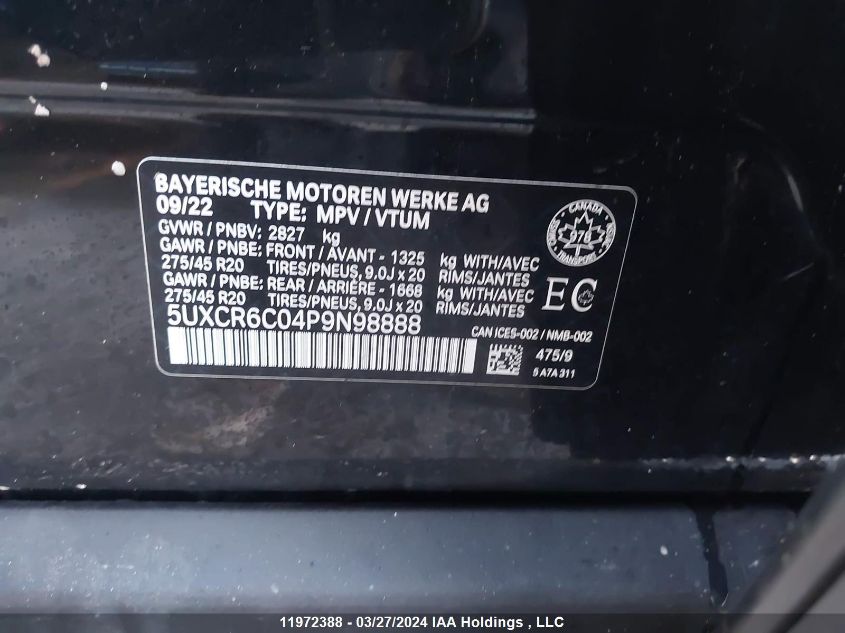 BAYERISCHE MOTOREN WERKE AG
09/22 TYPE: MPV / VTUM
GVWR / PNBV: 2827 kg
GAWR / PNBE: FRONT / AVANT - 1325 kg WITH/AVEC
275/45 R20 TIRES/PNEUS, 9.0J x 20 RIMS/JANTES
GAWR / PNBE: REAR / ARRIÈRE - 1668 kg WITH/AVEC
275/45 R20 TIRES/PNEUS, 9.0J x 20 RIMS/JANTES
5UXCR6C04P9N98888
CANADA
978
TRANSPORT
EC
CAN ICES-002 / NMB-002
475/9
5 A7A 311
11972388 - 03/27/2024 IAA Holdings , LLC